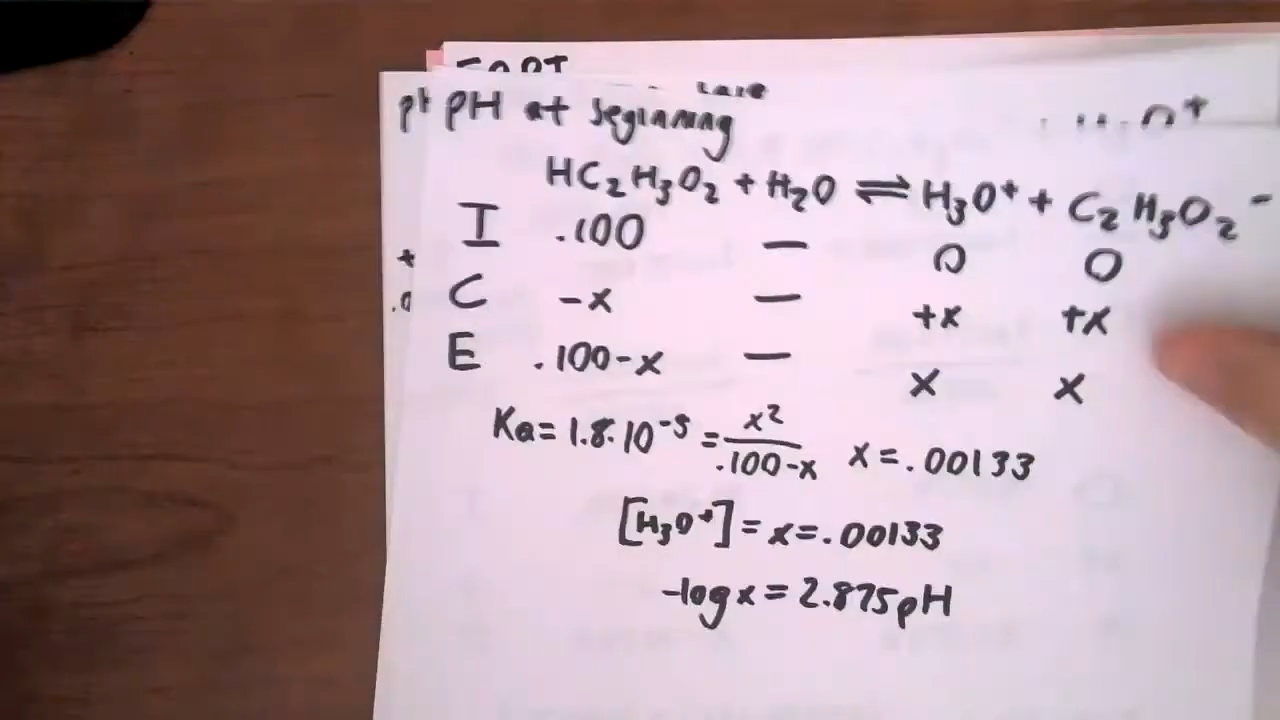 pH at beginning
HC₂H₃O₂ + H₂O ⇌ H₃O⁺ + C₂H₃O₂⁻
I .100 — 0 0
C -x — +x +x
E .100-x — x x
Ka = 1.8·10⁻⁵ = x²/.100-x x = .00133
[H₃O⁺] = x = .00133
-log x = 2.875 pH